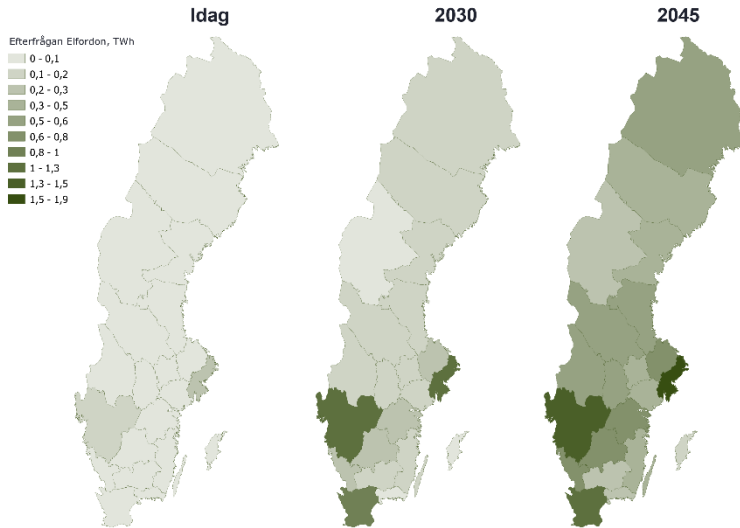 Idag
2030
2045
Efterfrågan Elfordon, TWh
0 - 0,1
0,1 - 0,2
0,2 - 0,3
0,3 - 0,5
0,5 - 0,6
0,6 - 0,8
0,8 - 1
1 - 1,3
1,3 - 1,5
1,5 - 1,9